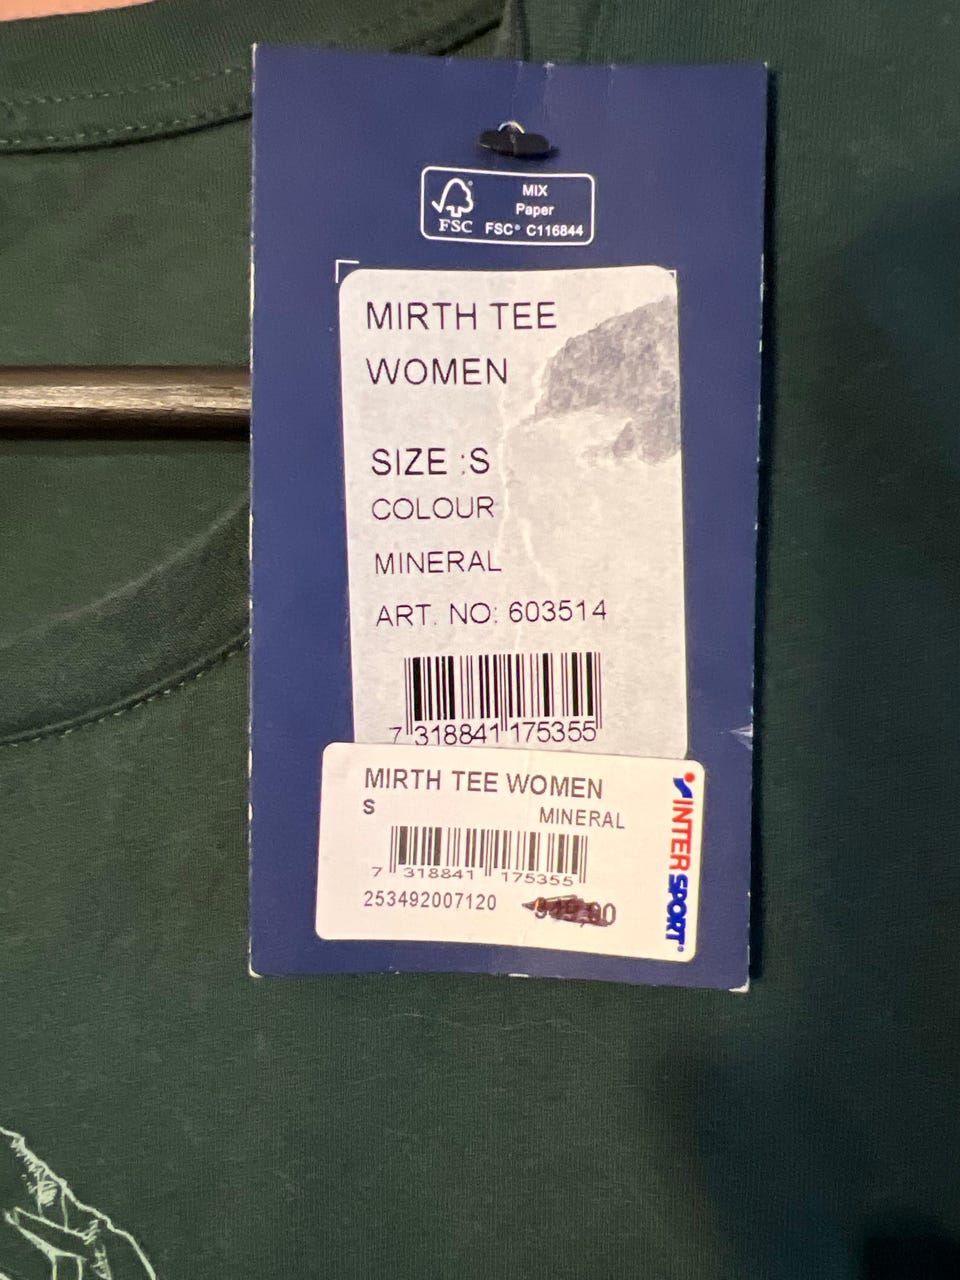 MIX
Paper
FSC
FSC® C116844
MIRTH TEE
WOMEN
SIZE :S
COLOUR
MINERAL
ART. NO: 603514
7 318841 175355
MIRTH TEE WOMEN
S MINERAL
7 318841 175355
253492007120
INTERSPORT